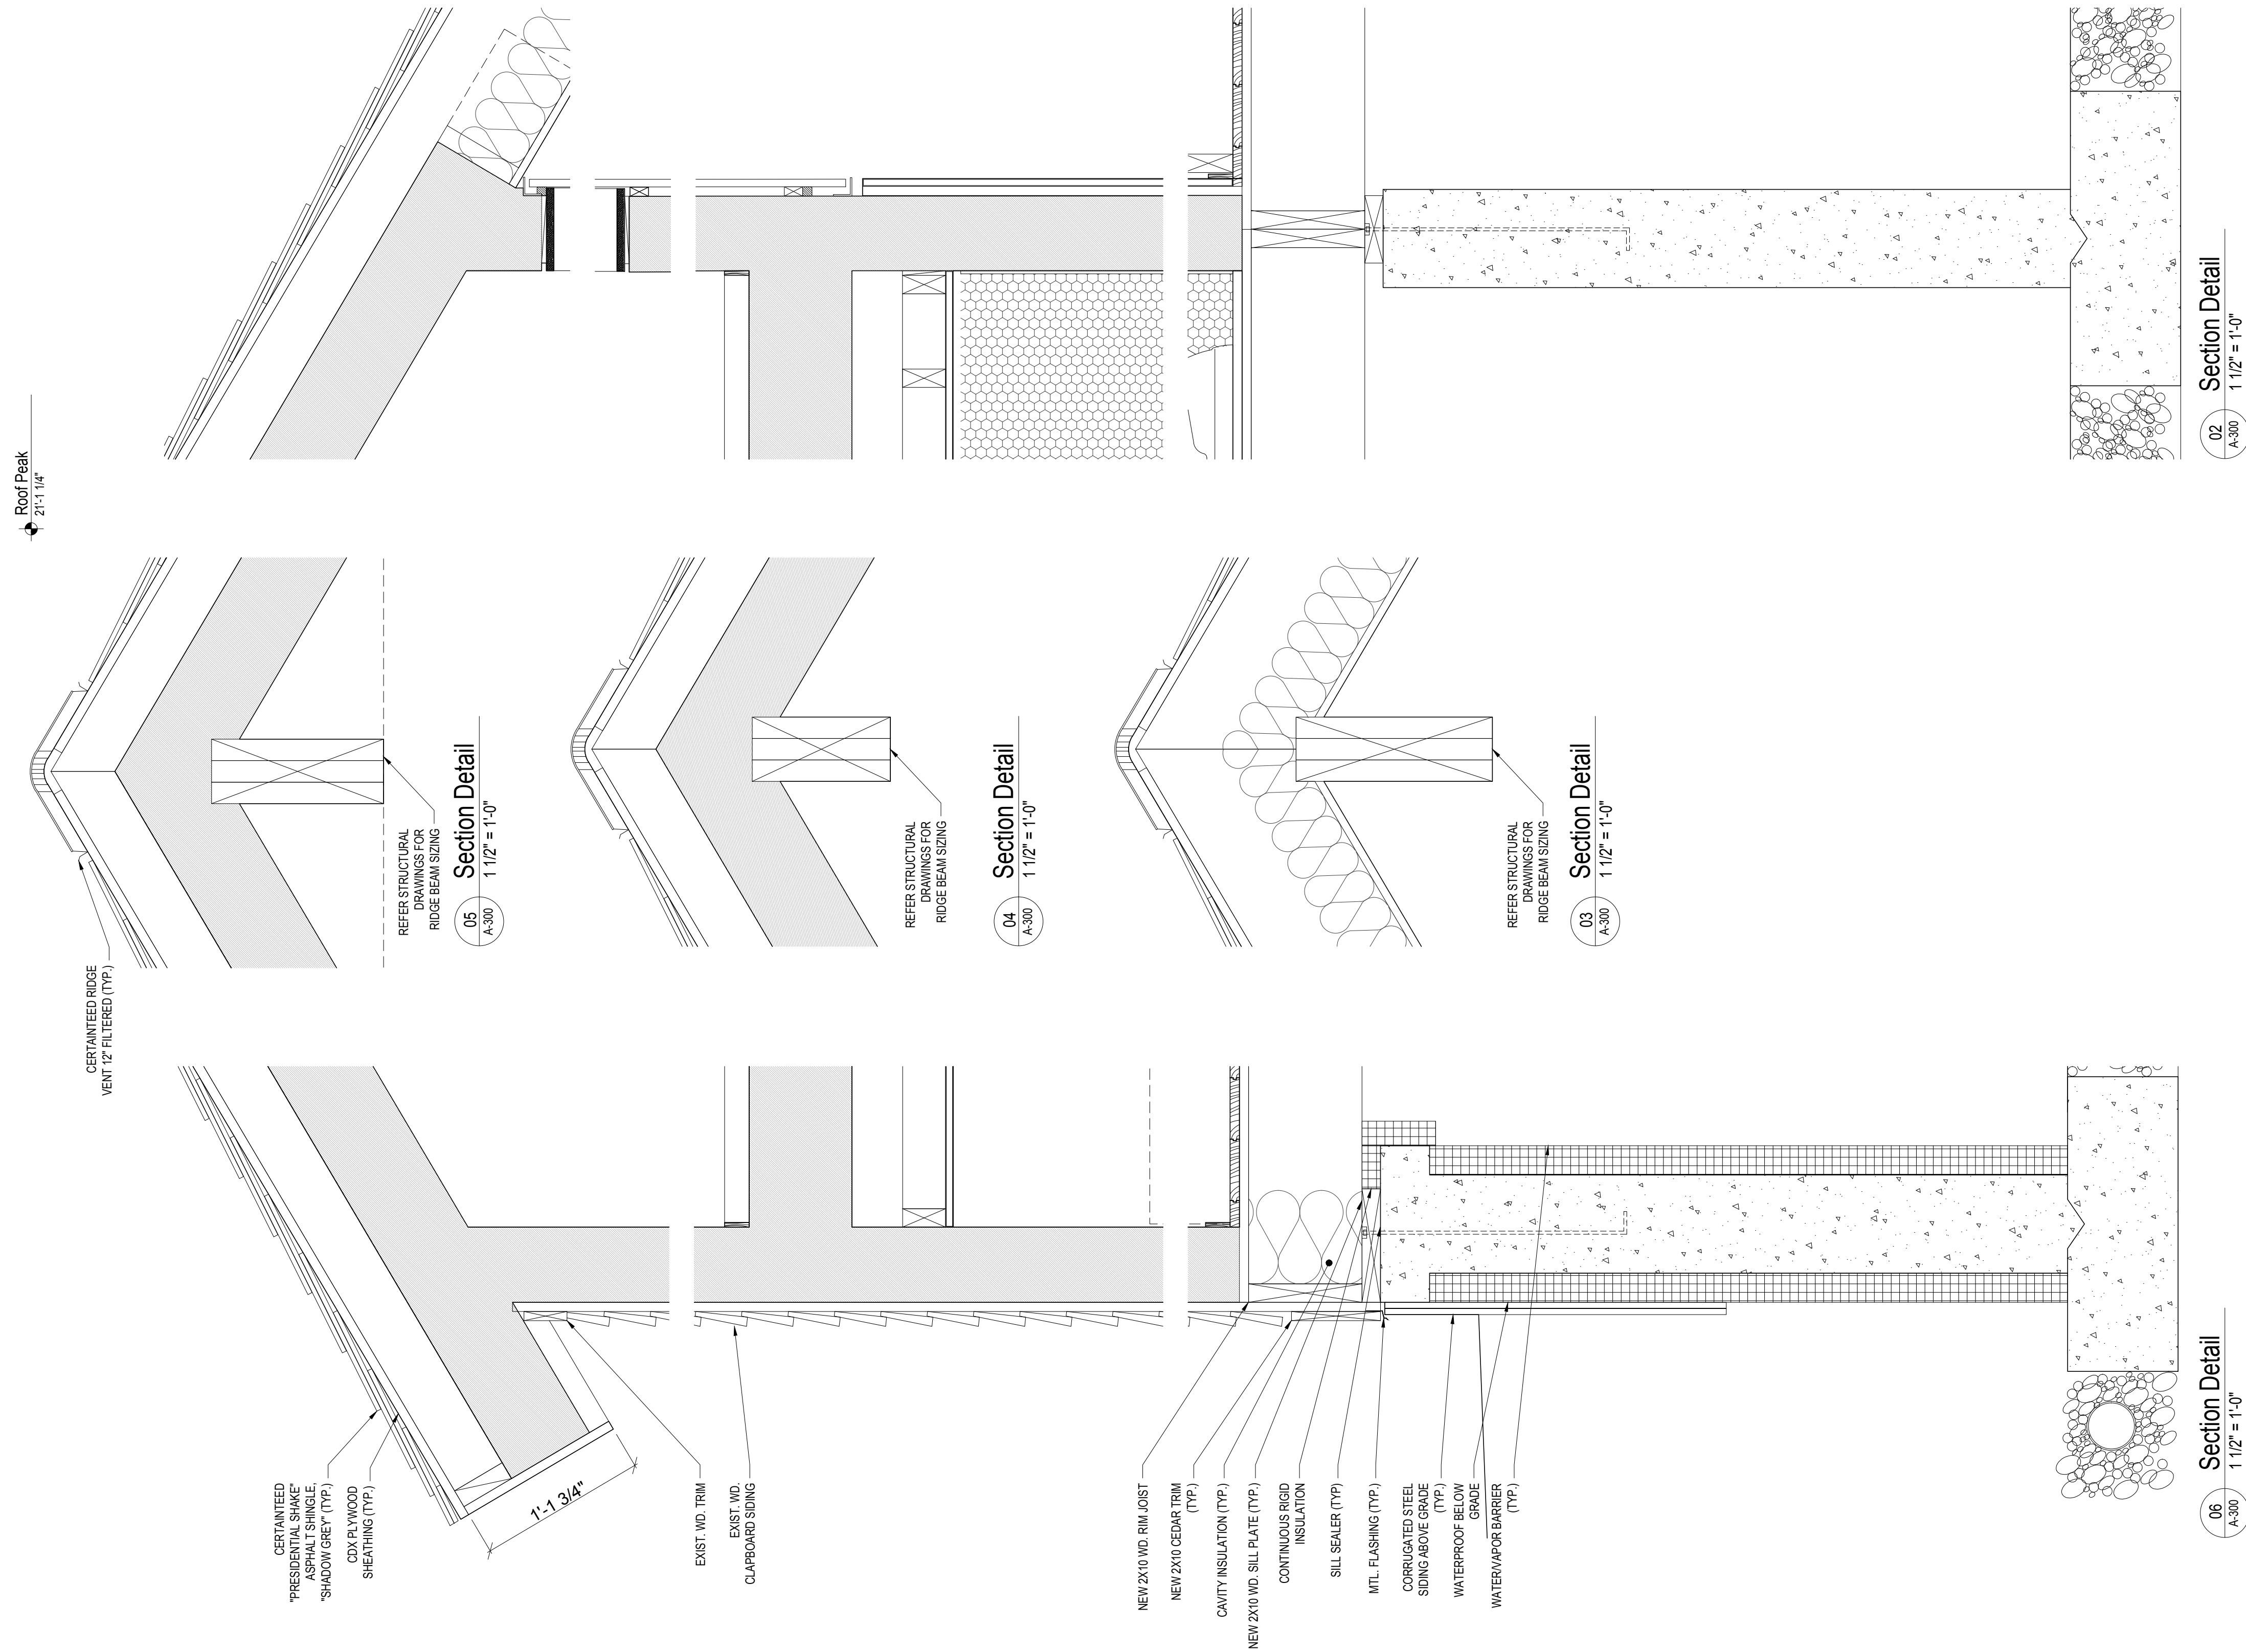 Roof Peak
21'-1 1/4"
CERTAINTEED RIDGE
VENT 12" FILTERED (TYP.)
REFER STRUCTURAL
DRAWINGS FOR
RIDGE BEAM SIZING
05
A-300
Section Detail
1 1/2" = 1'-0"
REFER STRUCTURAL
DRAWINGS FOR
RIDGE BEAM SIZING
04
A-300
Section Detail
1 1/2" = 1'-0"
REFER STRUCTURAL
DRAWINGS FOR
RIDGE BEAM SIZING
03
A-300
Section Detail
1 1/2" = 1'-0"
02
A-300
Section Detail
1 1/2" = 1'-0"
CERTAINTEED
"PRESIDENTIAL SHAKE"
ASPHALT SHINGLE,
"SHADOW GREY" (TYP.)
CDX PLYWOOD
SHEATHING (TYP.)
1'-1 3/4"
EXIST. WD. TRIM
EXIST. WD.
CLAPBOARD SIDING
NEW 2X10 WD. RIM JOIST
NEW 2X10 CEDAR TRIM
(TYP.)
CAVITY INSULATION (TYP.)
NEW 2X10 WD. SILL PLATE (TYP.)
CONTINUOUS RIGID
INSULATION
SILL SEALER (TYP)
MTL. FLASHING (TYP.)
CORRUGATED STEEL
SIDING ABOVE GRADE
(TYP.)
WATERPROOF BELOW
GRADE
WATER/VAPOR BARRIER
(TYP.)
06
A-300
Section Detail
1 1/2" = 1'-0"